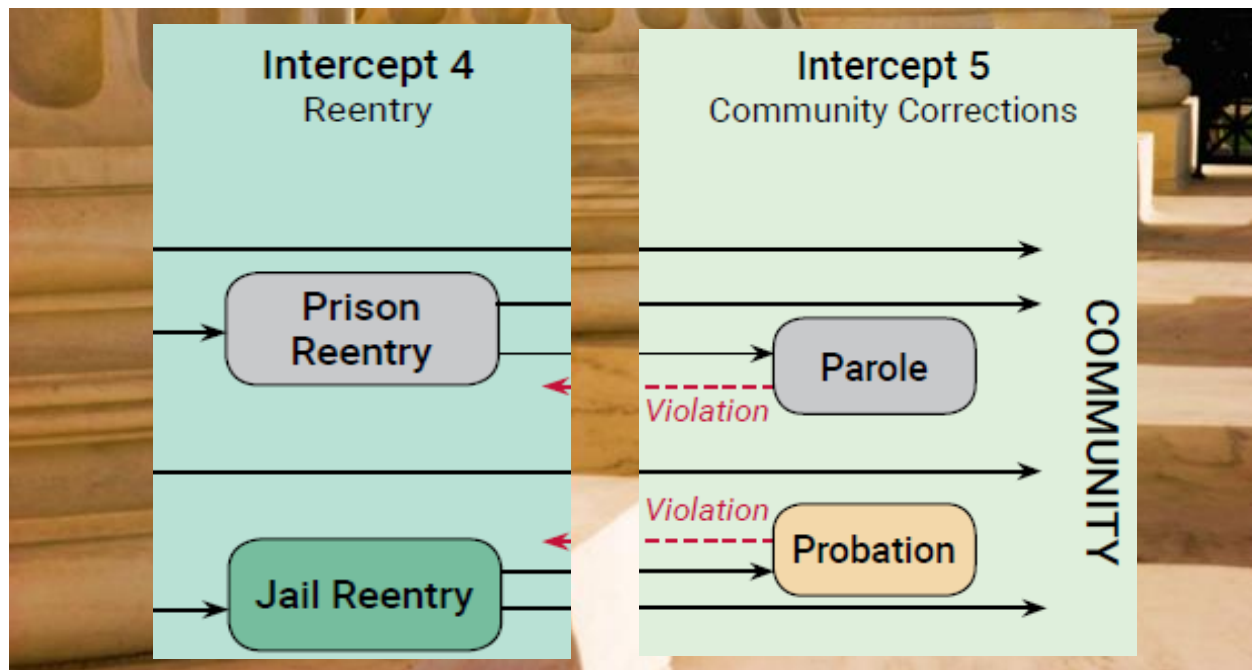 Intercept 4
Reentry
Prison
Reentry
Jail Reentry
Intercept 5
Community Corrections
Parole
Violation
Violation
Probation
COMMUNITY